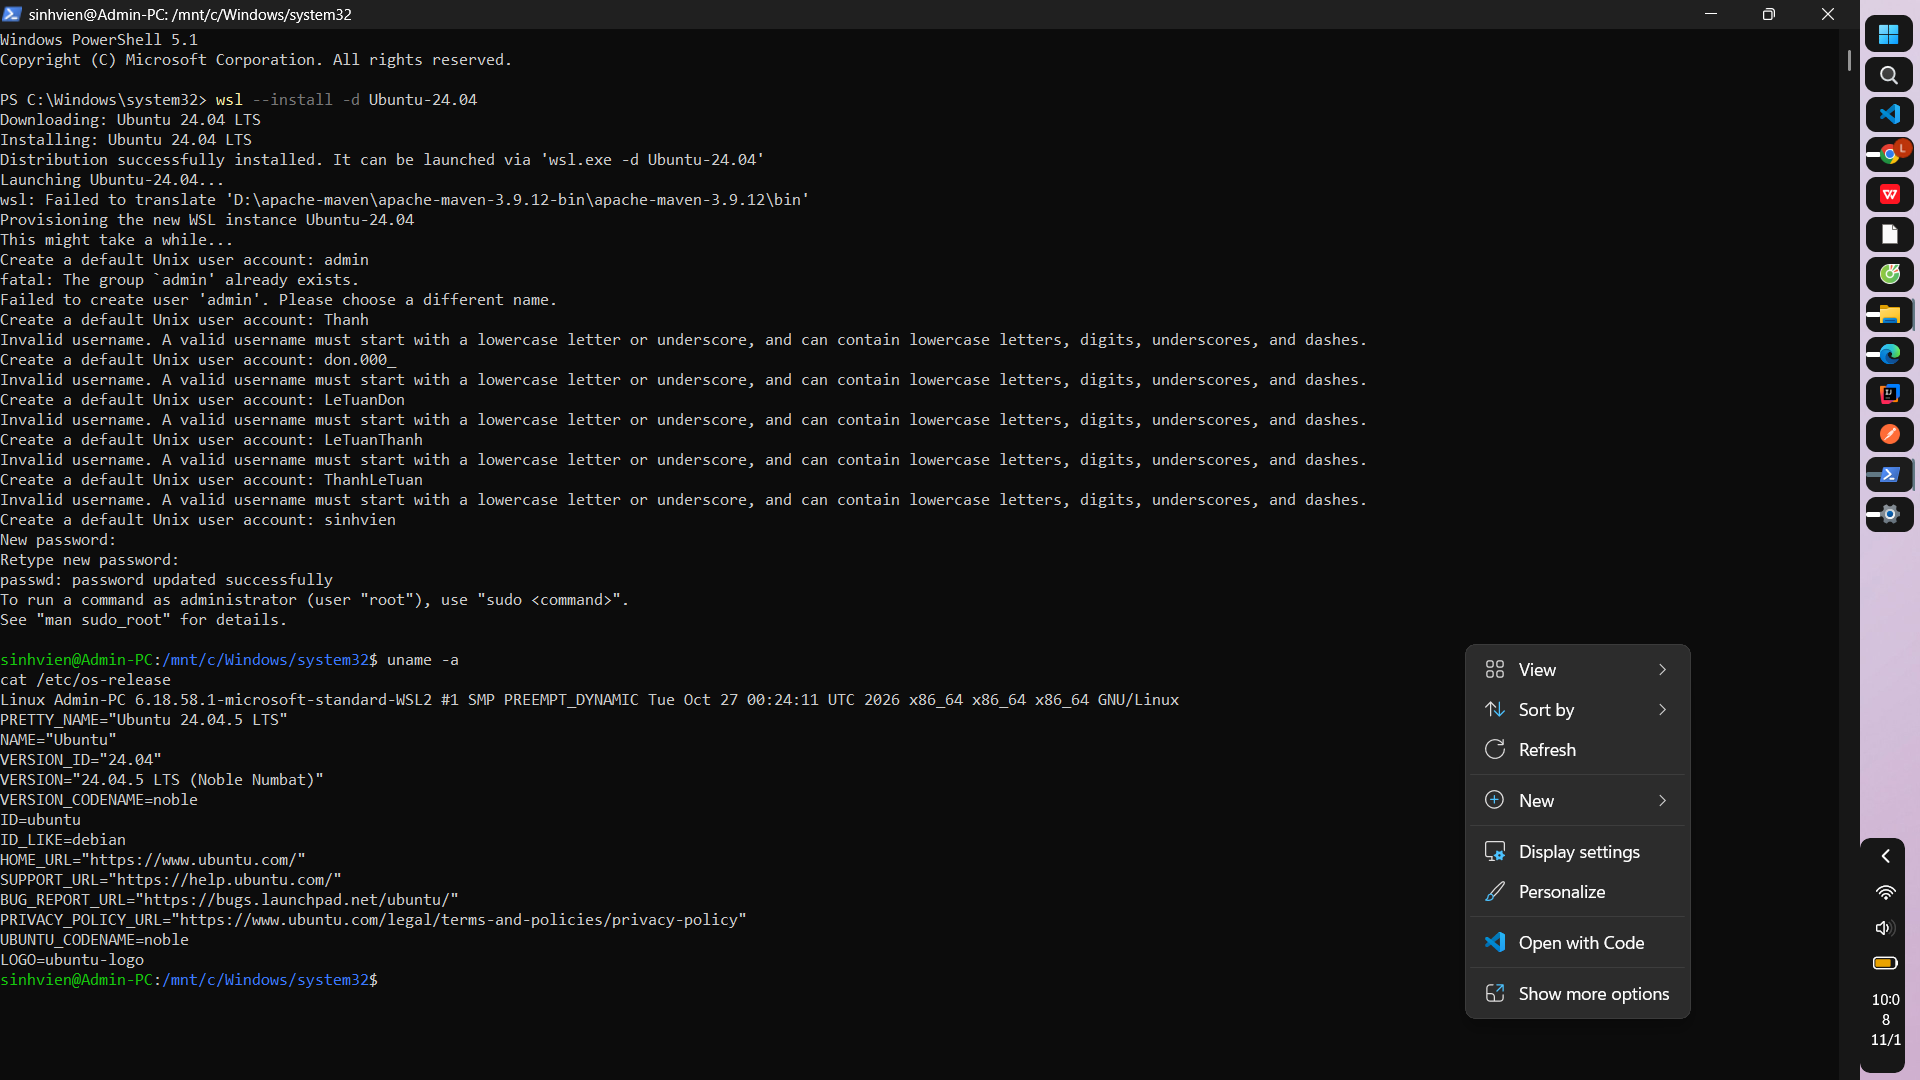 sinhvien@Admin-PC: /mnt/c/Windows/system32
Windows PowerShell 5.1
Copyright (C) Microsoft Corporation. All rights reserved.
PS C:\Windows\system32> wsl --install -d Ubuntu-24.04
Downloading: Ubuntu 24.04 LTS
Installing: Ubuntu 24.04 LTS
Distribution successfully installed. It can be launched via 'wsl.exe -d Ubuntu-24.04'
Launching Ubuntu-24.04...
wsl: Failed to translate 'D:\apache-maven\apache-maven-3.9.12-bin\apache-maven-3.9.12\bin'
Provisioning the new WSL instance Ubuntu-24.04
This might take a while...
Create a default Unix user account: admin
fatal: The group `admin' already exists.
Failed to create user 'admin'. Please choose a different name.
Create a default Unix user account: Thanh
Invalid username. A valid username must start with a lowercase letter or underscore, and can contain lowercase letters, digits, underscores, and dashes.
Create a default Unix user account: don.000_
Invalid username. A valid username must start with a lowercase letter or underscore, and can contain lowercase letters, digits, underscores, and dashes.
Create a default Unix user account: LeTuanDon
Invalid username. A valid username must start with a lowercase letter or underscore, and can contain lowercase letters, digits, underscores, and dashes.
Create a default Unix user account: LeTuanThanh
Invalid username. A valid username must start with a lowercase letter or underscore, and can contain lowercase letters, digits, underscores, and dashes.
Create a default Unix user account: ThanhLeTuan
Invalid username. A valid username must start with a lowercase letter or underscore, and can contain lowercase letters, digits, underscores, and dashes.
Create a default Unix user account: sinhvien
New password:
Retype new password:
passwd: password updated successfully
To run a command as administrator (user "root"), use "sudo <command>".
See "man sudo_root" for details.
sinhvien@Admin-PC:/mnt/c/Windows/system32$ uname -a
cat /etc/os-release
Linux Admin-PC 6.18.58.1-microsoft-standard-WSL2 #1 SMP PREEMPT_DYNAMIC Tue Oct 27 00:24:11 UTC 2026 x86_64 x86_64 x86_64 GNU/Linux
PRETTY_NAME="Ubuntu 24.04.5 LTS"
NAME="Ubuntu"
VERSION_ID="24.04"
VERSION="24.04.5 LTS (Noble Numbat)"
VERSION_CODENAME=noble
ID=ubuntu
ID_LIKE=debian
HOME_URL="https://www.ubuntu.com/"
SUPPORT_URL="https://help.ubuntu.com/"
BUG_REPORT_URL="https://bugs.launchpad.net/ubuntu/"
PRIVACY_POLICY_URL="https://www.ubuntu.com/legal/terms-and-policies/privacy-policy"
UBUNTU_CODENAME=noble
LOGO=ubuntu-logo
sinhvien@Admin-PC:/mnt/c/Windows/system32$
View
Sort by
Refresh
New
Display settings
Personalize
Open with Code
Show more options
L
W
10:0
8
11/1